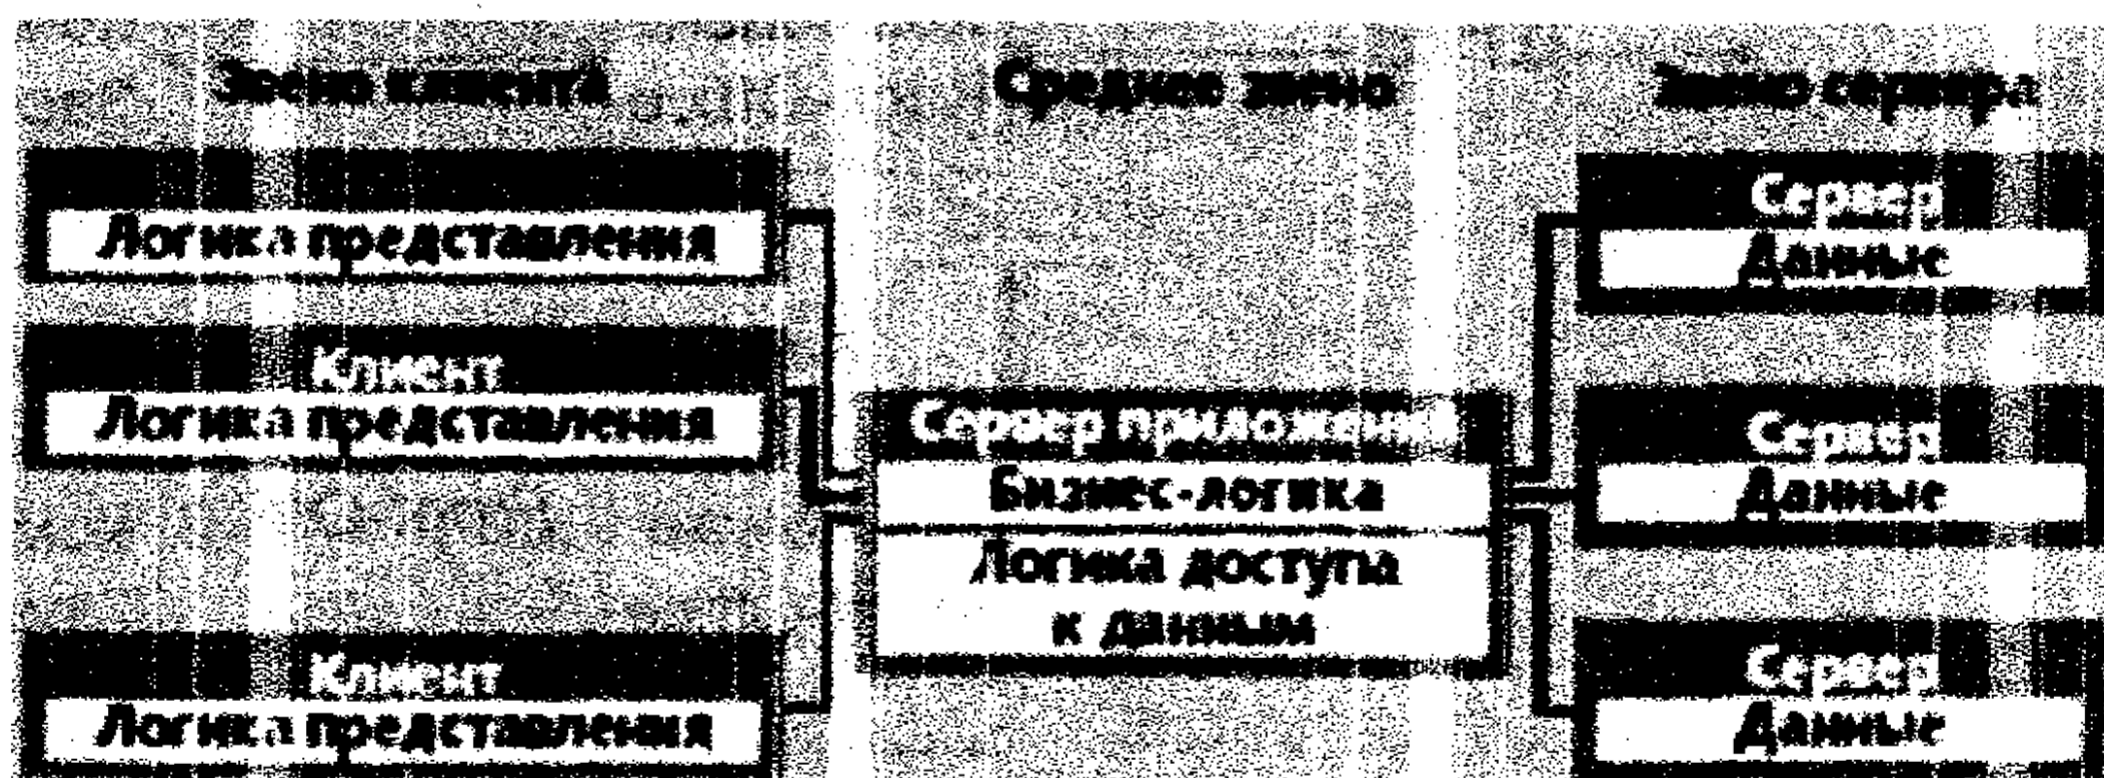 Звено клиента
Среднее звено
Звено сервера
Логика представления
Клиент
Логика представления
Клиент
Логика представления
Сервер приложений
Бизнес-логика
Логика доступа
к данным
Сервер
Данные
Сервер
Данные
Сервер
Данные